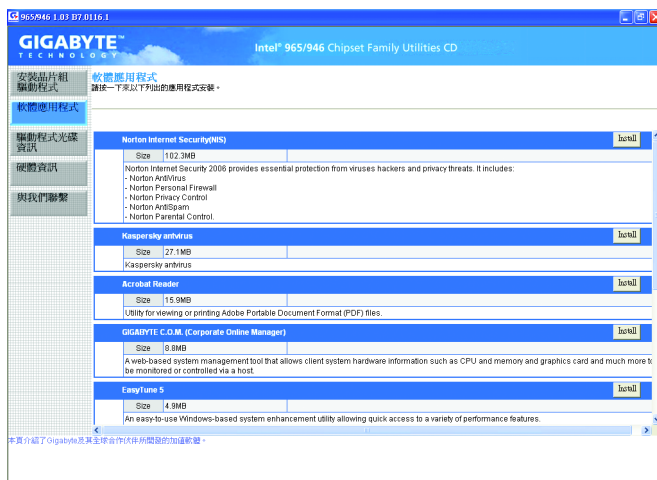 965/946 1.03 B7.0116.1
GIGABYTE™
TECHNOLOGY
Intel® 965/946 Chipset Family Utilities CD
安裝晶片組
驅動程式
軟體應用程式
驅動程式光碟
資訊
硬體資訊
與我們聯繫
軟體應用程式
請按一下來以下列出的應用程式安裝。
Norton Internet Security(NIS)
Install
Size 102.3MB
Norton Internet Security 2006 provides essential protection from viruses hackers and privacy threats. It includes:
- Norton AntiVirus
- Norton Personal Firewall
- Norton Privacy Control
- Norton AntiSpam
- Norton Parental Control.
Kaspersky antvirus
Install
Size 27.1MB
Kaspersky antvirus
Acrobat Reader
Install
Size 15.9MB
Utility for viewing or printing Adobe Portable Document Format (PDF) files.
GIGABYTE C.O.M. (Corporate Online Manager)
Install
Size 8.8MB
A web-based system management tool that allows client system hardware information such as CPU and memory and graphics card and much more to
be monitored or controlled via a host.
EasyTune 5
Install
Size 4.9MB
An easy-to-use Windows-based system enhancement utility allowing quick access to a variety of performance features.
本頁介紹了Gigabyte及其全球合作伙伴所開發的加值軟體。